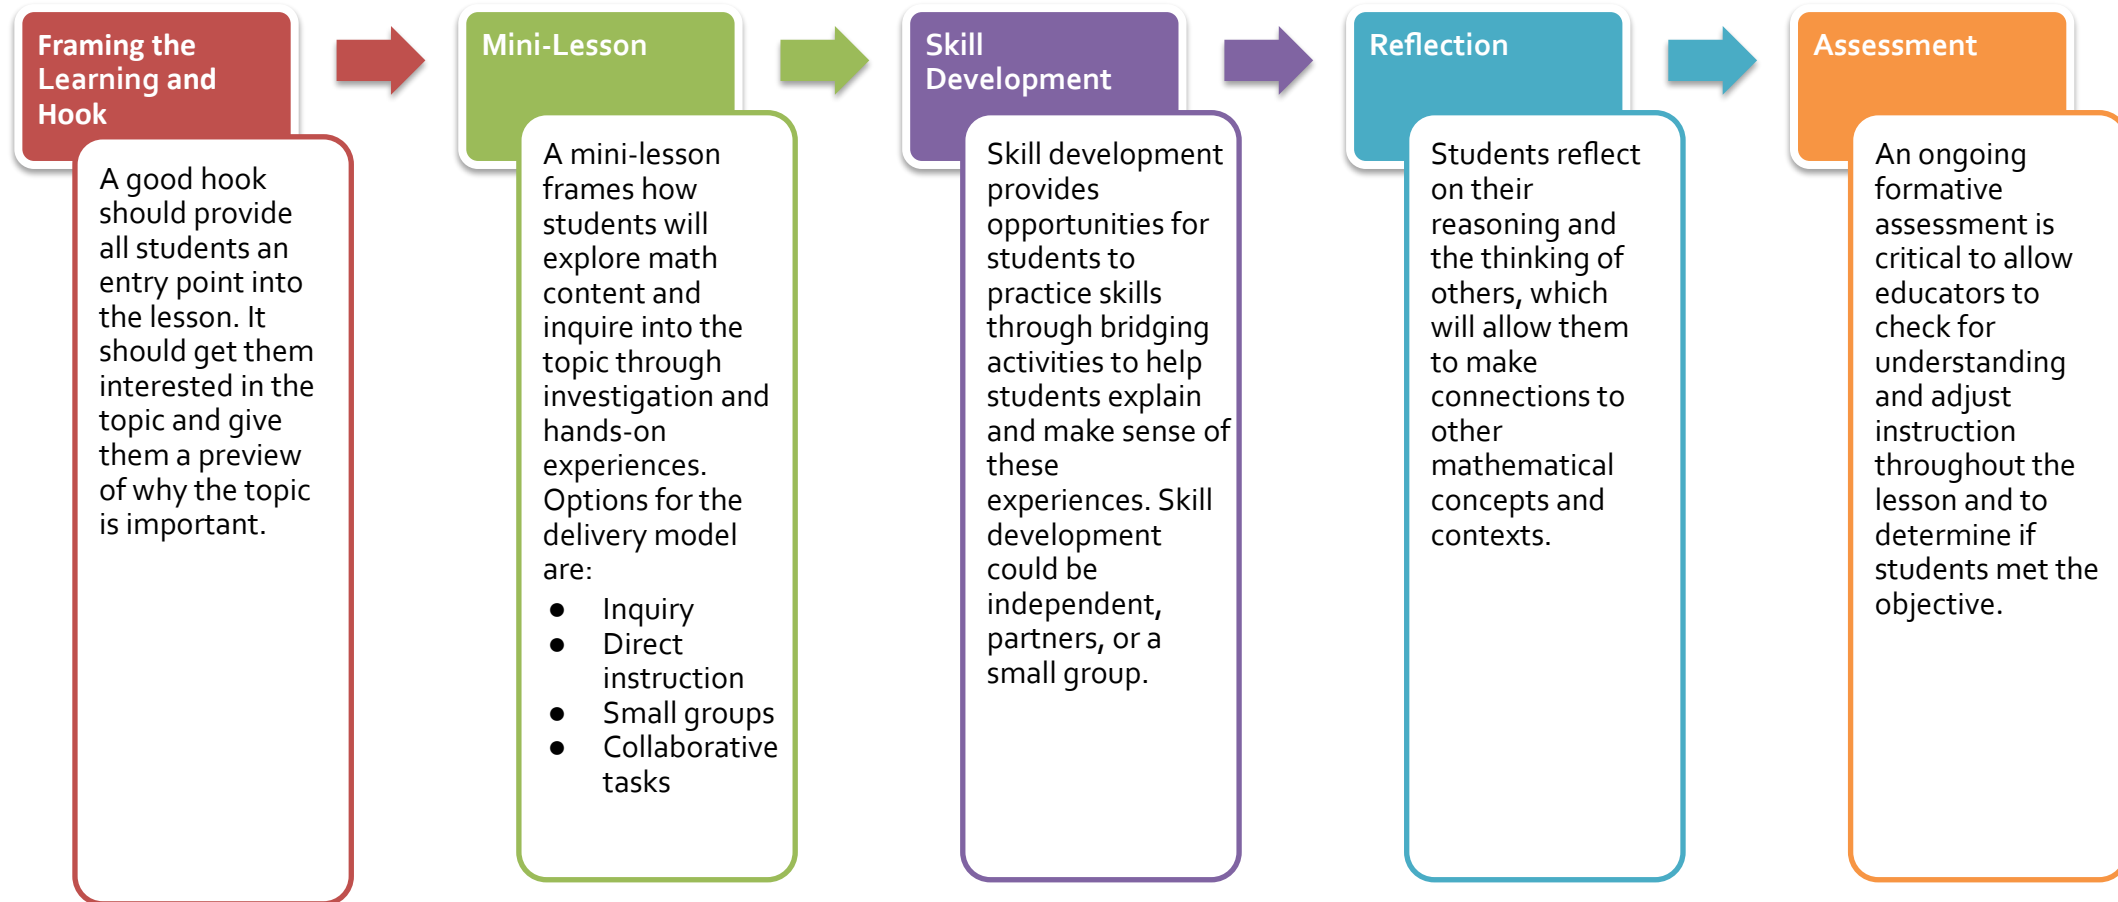 Framing the
Learning and
Hook
A good hook
should provide
all students an
entry point into
the lesson. It
should get them
interested in the
topic and give
them a preview
of why the topic
is important.
Mini-Lesson
A mini-lesson
frames how
students will
explore math
content and
inquire into the
topic through
investigation and
hands-on
experiences.
Options for the
delivery model
are:
● Inquiry
● Direct
instruction
● Small groups
● Collaborative
tasks
Skill
Development
Skill development
provides
opportunities for
students to
practice skills
through bridging
activities to help
students explain
and make sense of
these
experiences. Skill
development
could be
independent,
partners, or a
small group.
Reflection
Students reflect
on their
reasoning and
the thinking of
others, which
will allow them
to make
connections to
other
mathematical
concepts and
contexts.
Assessment
An ongoing
formative
assessment is
critical to allow
educators to
check for
understanding
and adjust
instruction
throughout the
lesson and to
determine if
students met the
objective.